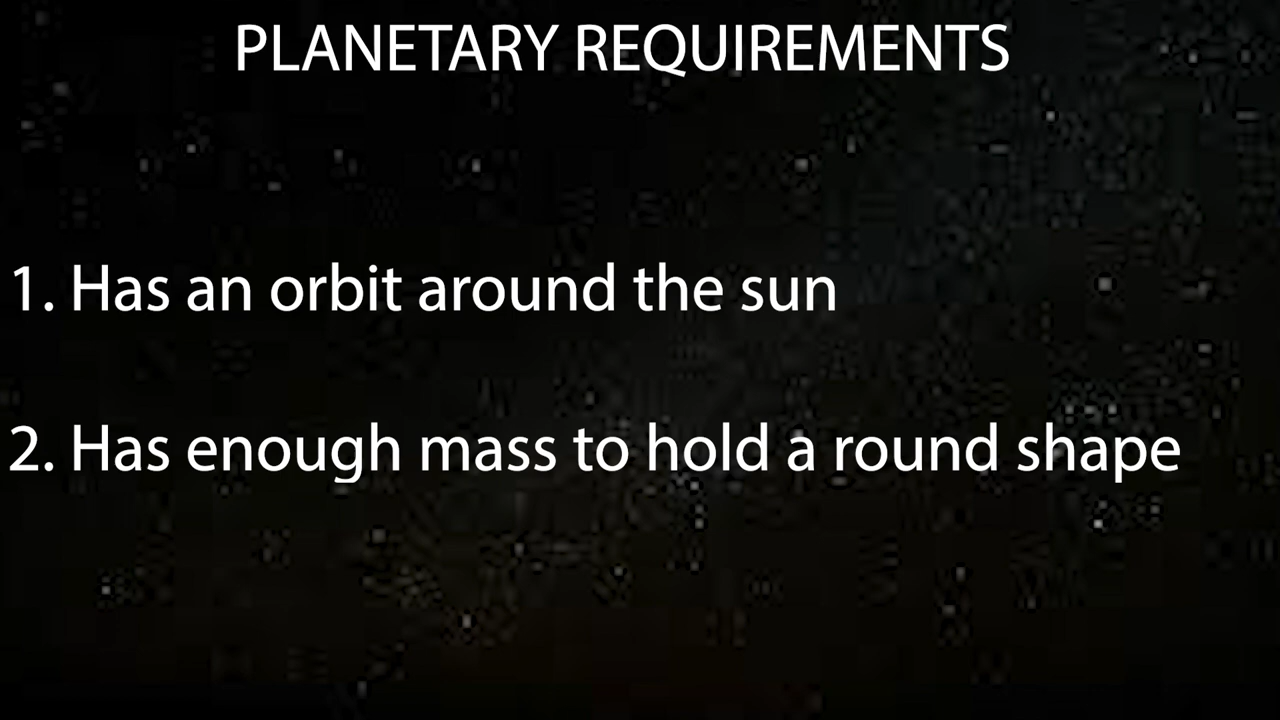 PLANETARY REQUIREMENTS
1. Has an orbit around the sun
2. Has enough mass to hold a round shape